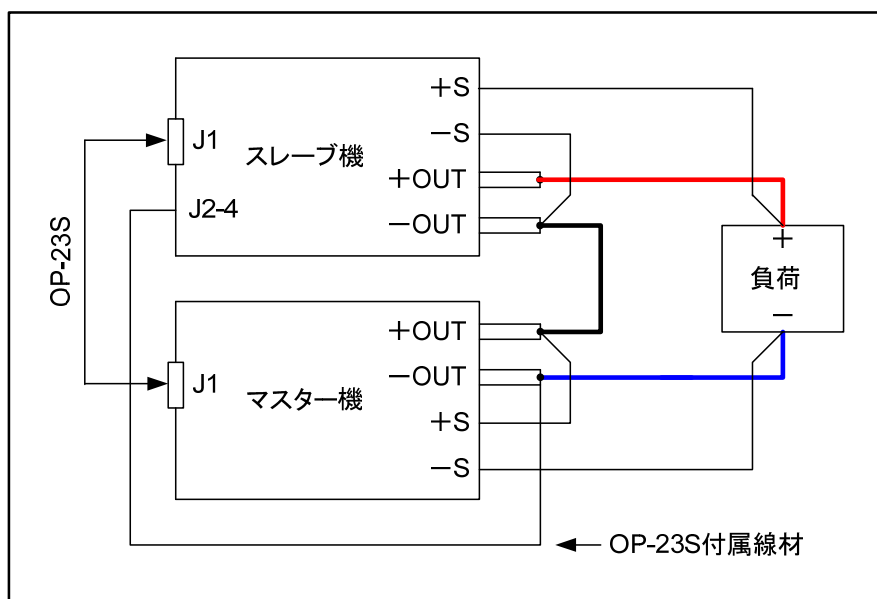 +S
-S
J1
スレーブ機
+OUT
J2-4
-OUT
OP-23S
+
負荷
-
+OUT
-OUT
J1
マスター機
+S
-S
OP-23S付属線材